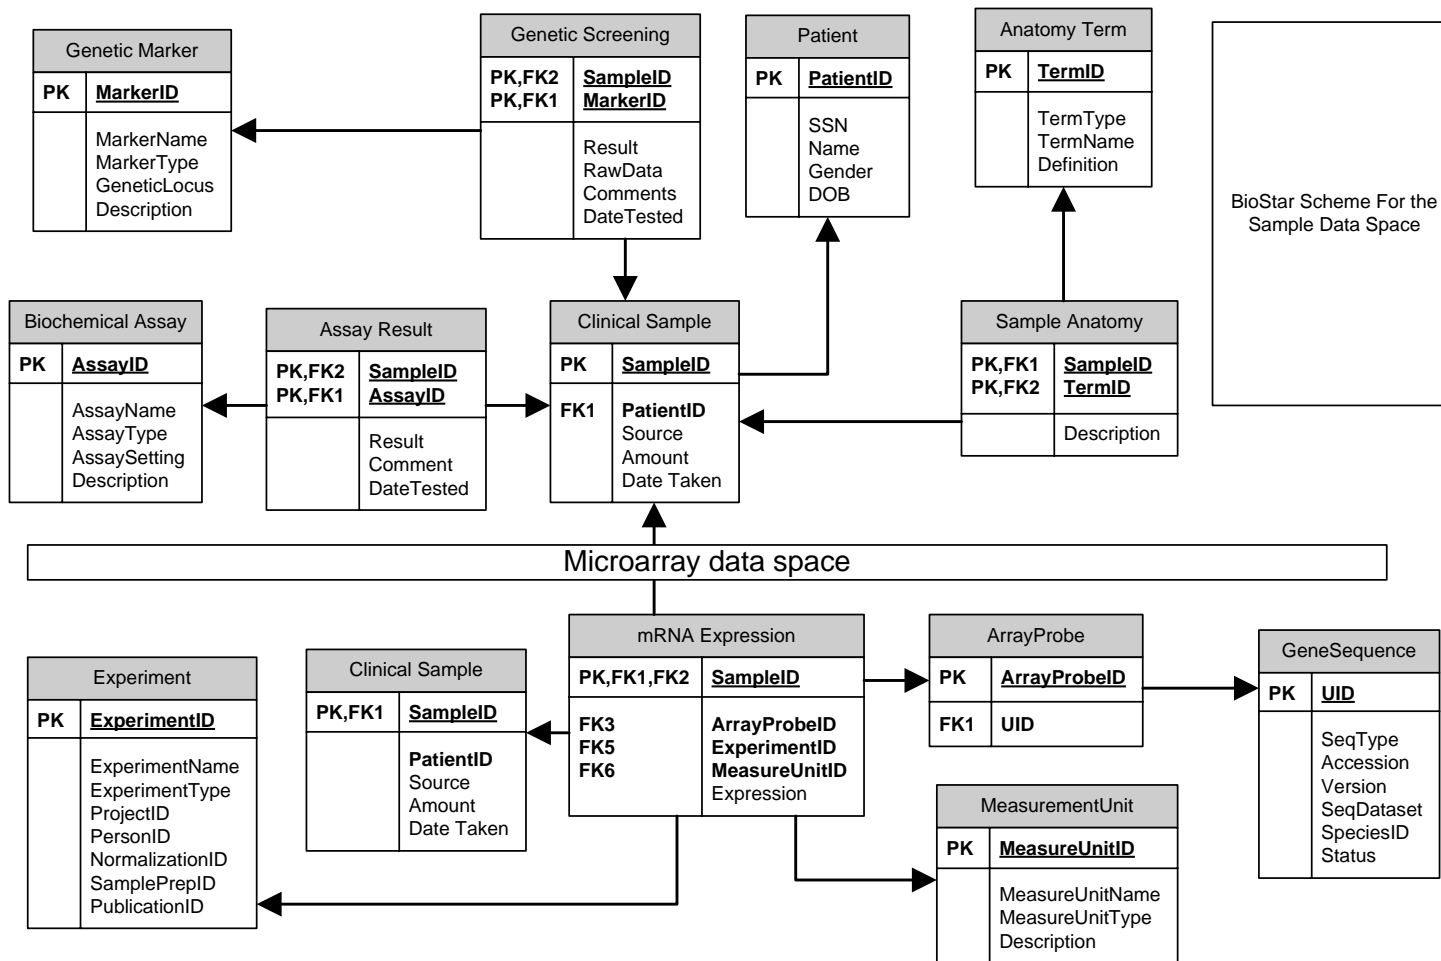 Genetic Marker
PK MarkerID
MarkerName
MarkerType
GeneticLocus
Description
Genetic Screening
PK,FK2 SampleID
PK,FK1 MarkerID
Result
RawData
Comments
DateTested
Patient
PK PatientID
SSN
Name
Gender
DOB
Anatomy Term
PK TermID
TermType
TermName
Definition
BioStar Scheme For the
Sample Data Space
Biochemical Assay
PK AssayID
AssayName
AssayType
AssaySetting
Description
Assay Result
PK,FK2 SampleID
PK,FK1 AssayID
Result
Comment
DateTested
Clinical Sample
PK SampleID
FK1 PatientID
Source
Amount
Date Taken
Sample Anatomy
PK,FK1 SampleID
PK,FK2 TermID
Description
Microarray data space
Experiment
PK ExperimentID
ExperimentName
ExperimentType
ProjectID
PersonID
NormalizationID
SamplePrepID
PublicationID
Clinical Sample
PK,FK1 SampleID
PatientID
Source
Amount
Date Taken
mRNA Expression
PK,FK1,FK2 SampleID
FK3 ArrayProbeID
FK5 ExperimentID
FK6 MeasureUnitID
Expression
ArrayProbe
PK ArrayProbeID
FK1 UID
GeneSequence
PK UID
SeqType
Accession
Version
SeqDataset
SpeciesID
Status
MeasurementUnit
PK MeasureUnitID
MeasureUnitName
MeasureUnitType
Description